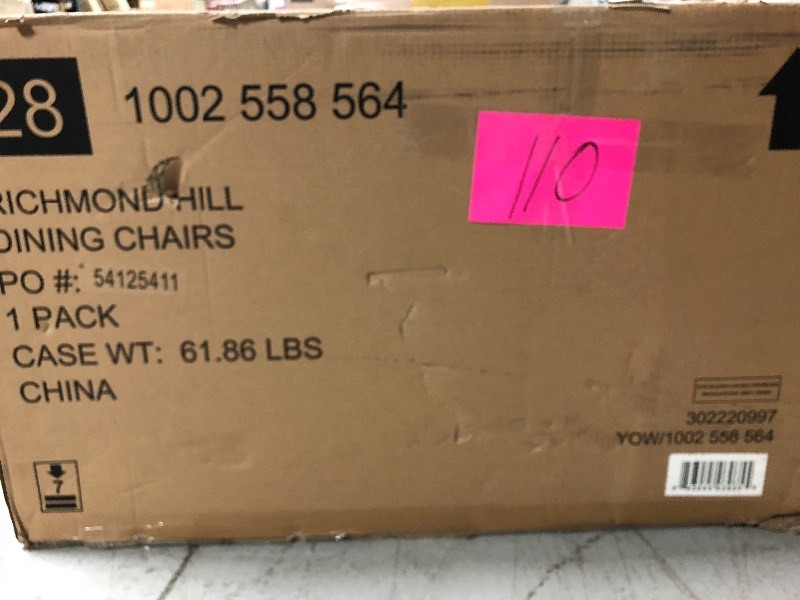 28
1002 558 564
110
RICHMOND HILL
DINING CHAIRS
PO #: 54125411
1 PACK
CASE WT: 61.86 LBS
CHINA
7
302220997
YOW/1002 558 564